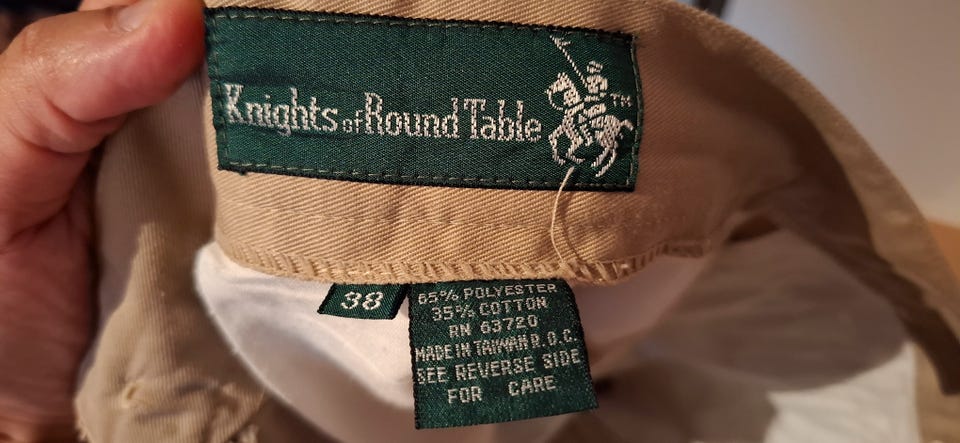 Knights of Round Table TM
38
65% POLYESTER
35% COTTON
RN 63720
MADE IN TAIWAN R.O.C.
SEE REVERSE SIDE
FOR CARE